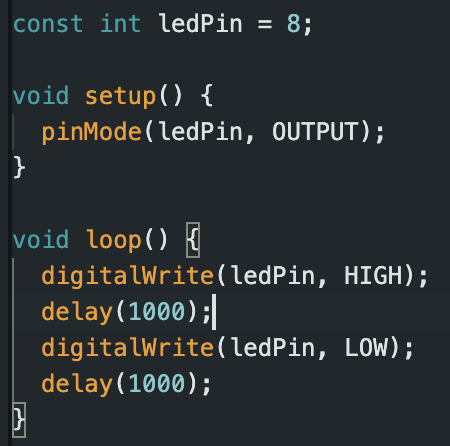 const int ledPin = 8;

void setup() {
  pinMode(ledPin, OUTPUT);
}

void loop() {
  digitalWrite(ledPin, HIGH);
  delay(1000);
  digitalWrite(ledPin, LOW);
  delay(1000);
}